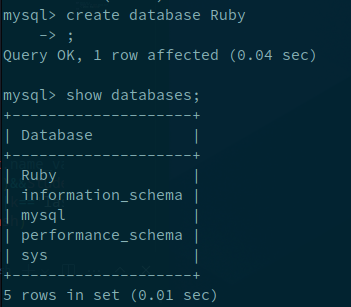 mysql> create database Ruby
    -> ;
Query OK, 1 row affected (0.04 sec)

mysql> show databases;
+--------------------+
| Database           |
+--------------------+
| Ruby               |
| information_schema |
| mysql              |
| performance_schema |
| sys                |
+--------------------+
5 rows in set (0.01 sec)